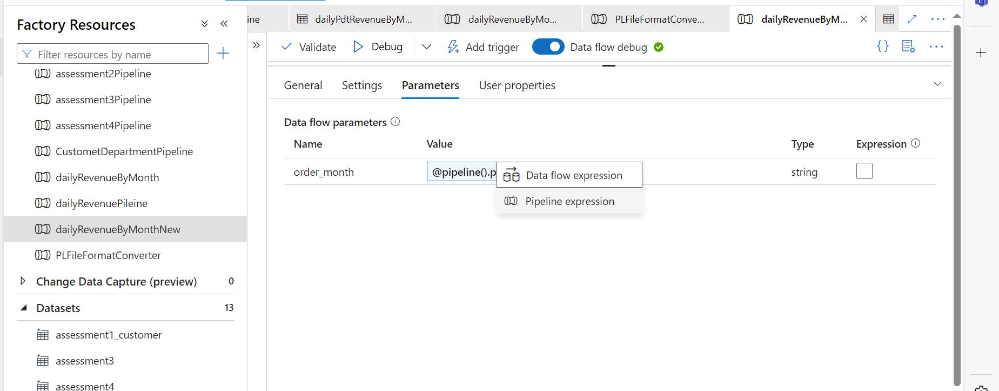 Factory Resources
Filter resources by name
assessment2Pipeline
assessment3Pipeline
assessment4Pipeline
CustometDepartmentPipeline
dailyRevenueByMonth
dailyRevenuePileine
dailyRevenueByMonthNew
PLFileFormatConverter
Change Data Capture (preview) 0
Datasets 13
assessment1_customer
assessment3
assessment4
ine dailyPdtRevenueByM... dailyRevenueByMo... PLFileFormatConve... dailyRevenueByM...
Validate Debug Add trigger Data flow debug
General Settings Parameters User properties
Data flow parameters
Name Value Type Expression
order_month @pipeline().p string
Data flow expression
Pipeline expression